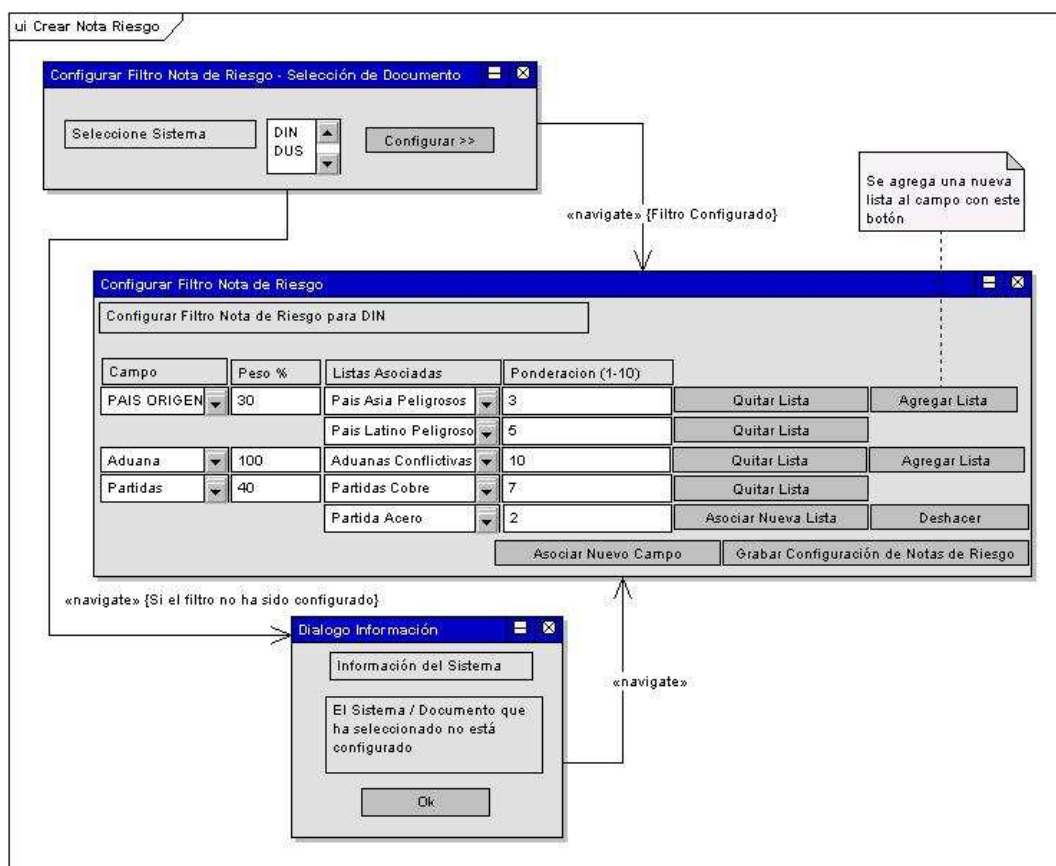 ui Crear Nota Riesgo
Configurar Filtro Nota de Riesgo - Selección de Documento
Seleccione Sistema
DIN
DUS
Configurar >>
Se agrega una nueva
lista al campo con este
botón
«navigate» {Filtro Configurado}
Configurar Filtro Nota de Riesgo
Configurar Filtro Nota de Riesgo para DIN
Campo Peso % Listas Asociadas Ponderacion (1-10)
PAIS ORIGEN 30 Pais Asia Peligrosos 3 Quitar Lista Agregar Lista
Pais Latino Peligroso 5 Quitar Lista
Aduana 100 Aduanas Conflictivas 10 Quitar Lista Agregar Lista
Partidas 40 Partidas Cobre 7 Quitar Lista
Partida Acero 2 Asociar Nueva Lista Deshacer
Asociar Nuevo Campo Grabar Configuración de Notas de Riesgo
«navigate» {Si el filtro no ha sido configurado}
Dialogo Información
Información del Sistema
El Sistema / Documento que
ha seleccionado no está
configurado
Ok
«navigate»